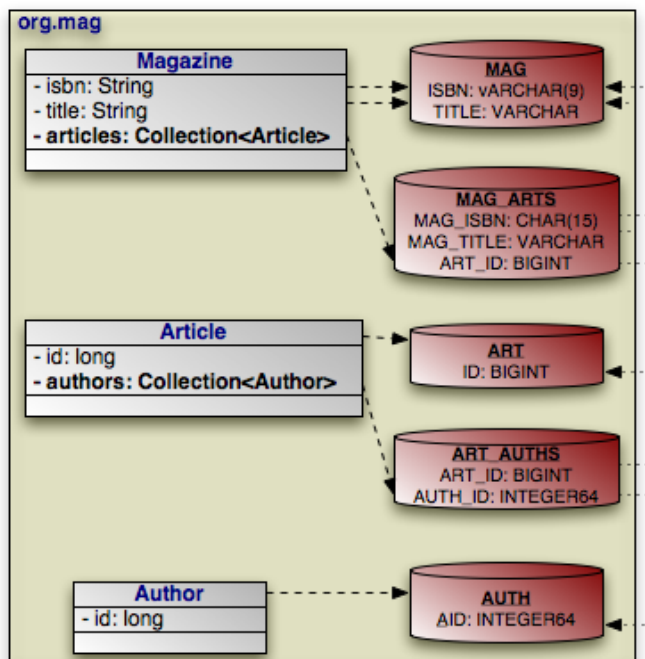 org.mag
Magazine
- isbn: String
- title: String
- articles: Collection<Article>
MAG
ISBN: vARCHAR(9)
TITLE: VARCHAR
MAG_ARTS
MAG_ISBN: CHAR(15)
MAG_TITLE: VARCHAR
ART_ID: BIGINT
Article
- id: long
- authors: Collection<Author>
ART
ID: BIGINT
ART_AUTHS
ART_ID: BIGINT
AUTH_ID: INTEGER64
Author
- id: long
AUTH
AID: INTEGER64